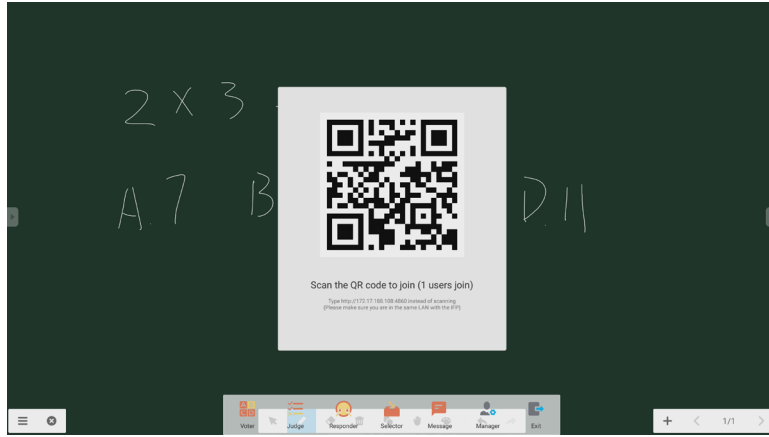 2 × 3
A.7 B D.11
Scan the QR code to join (1 users join)
Type http://172.17.188.108:4860 instead of scanning
(Please make sure you are in the same LAN with the IFP)
Voter Judge Responder Selector Message Manager Exit
1/1